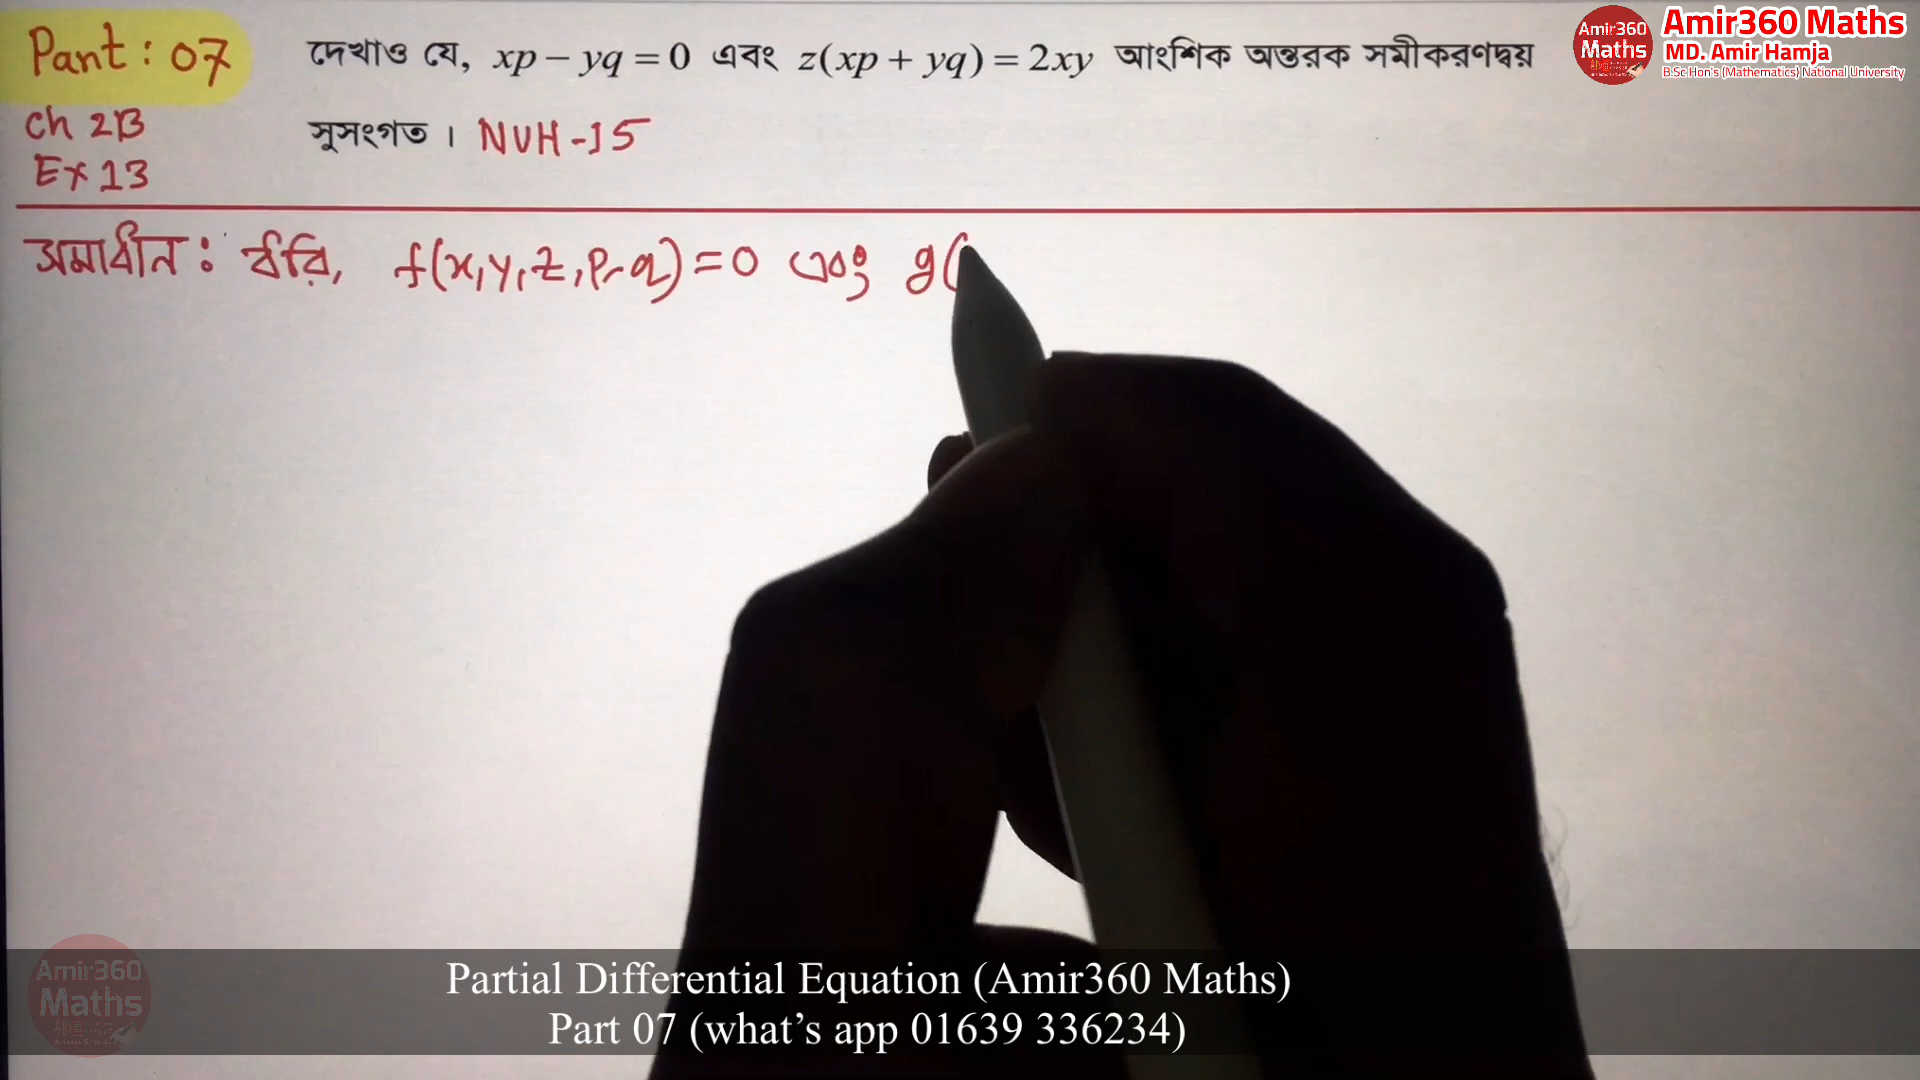 Part : 07
Ch 2B
Ex 13
দেখাও যে, xp – yq = 0 এবং z(xp + yq) = 2xy আংশিক অন্তরক সমীকরণদ্বয়
সুসংগত । NUH -15
Amir360
Maths
Amir360 Maths
MD. Amir Hamja
B.Sc Hon's (Mathematics) National University
সমাধান : ধরি, f(x, y, z, p, q) = 0 এবং g(
Amir360
Maths
Partial Differential Equation (Amir360 Maths)
Part 07 (what's app 01639 336234)